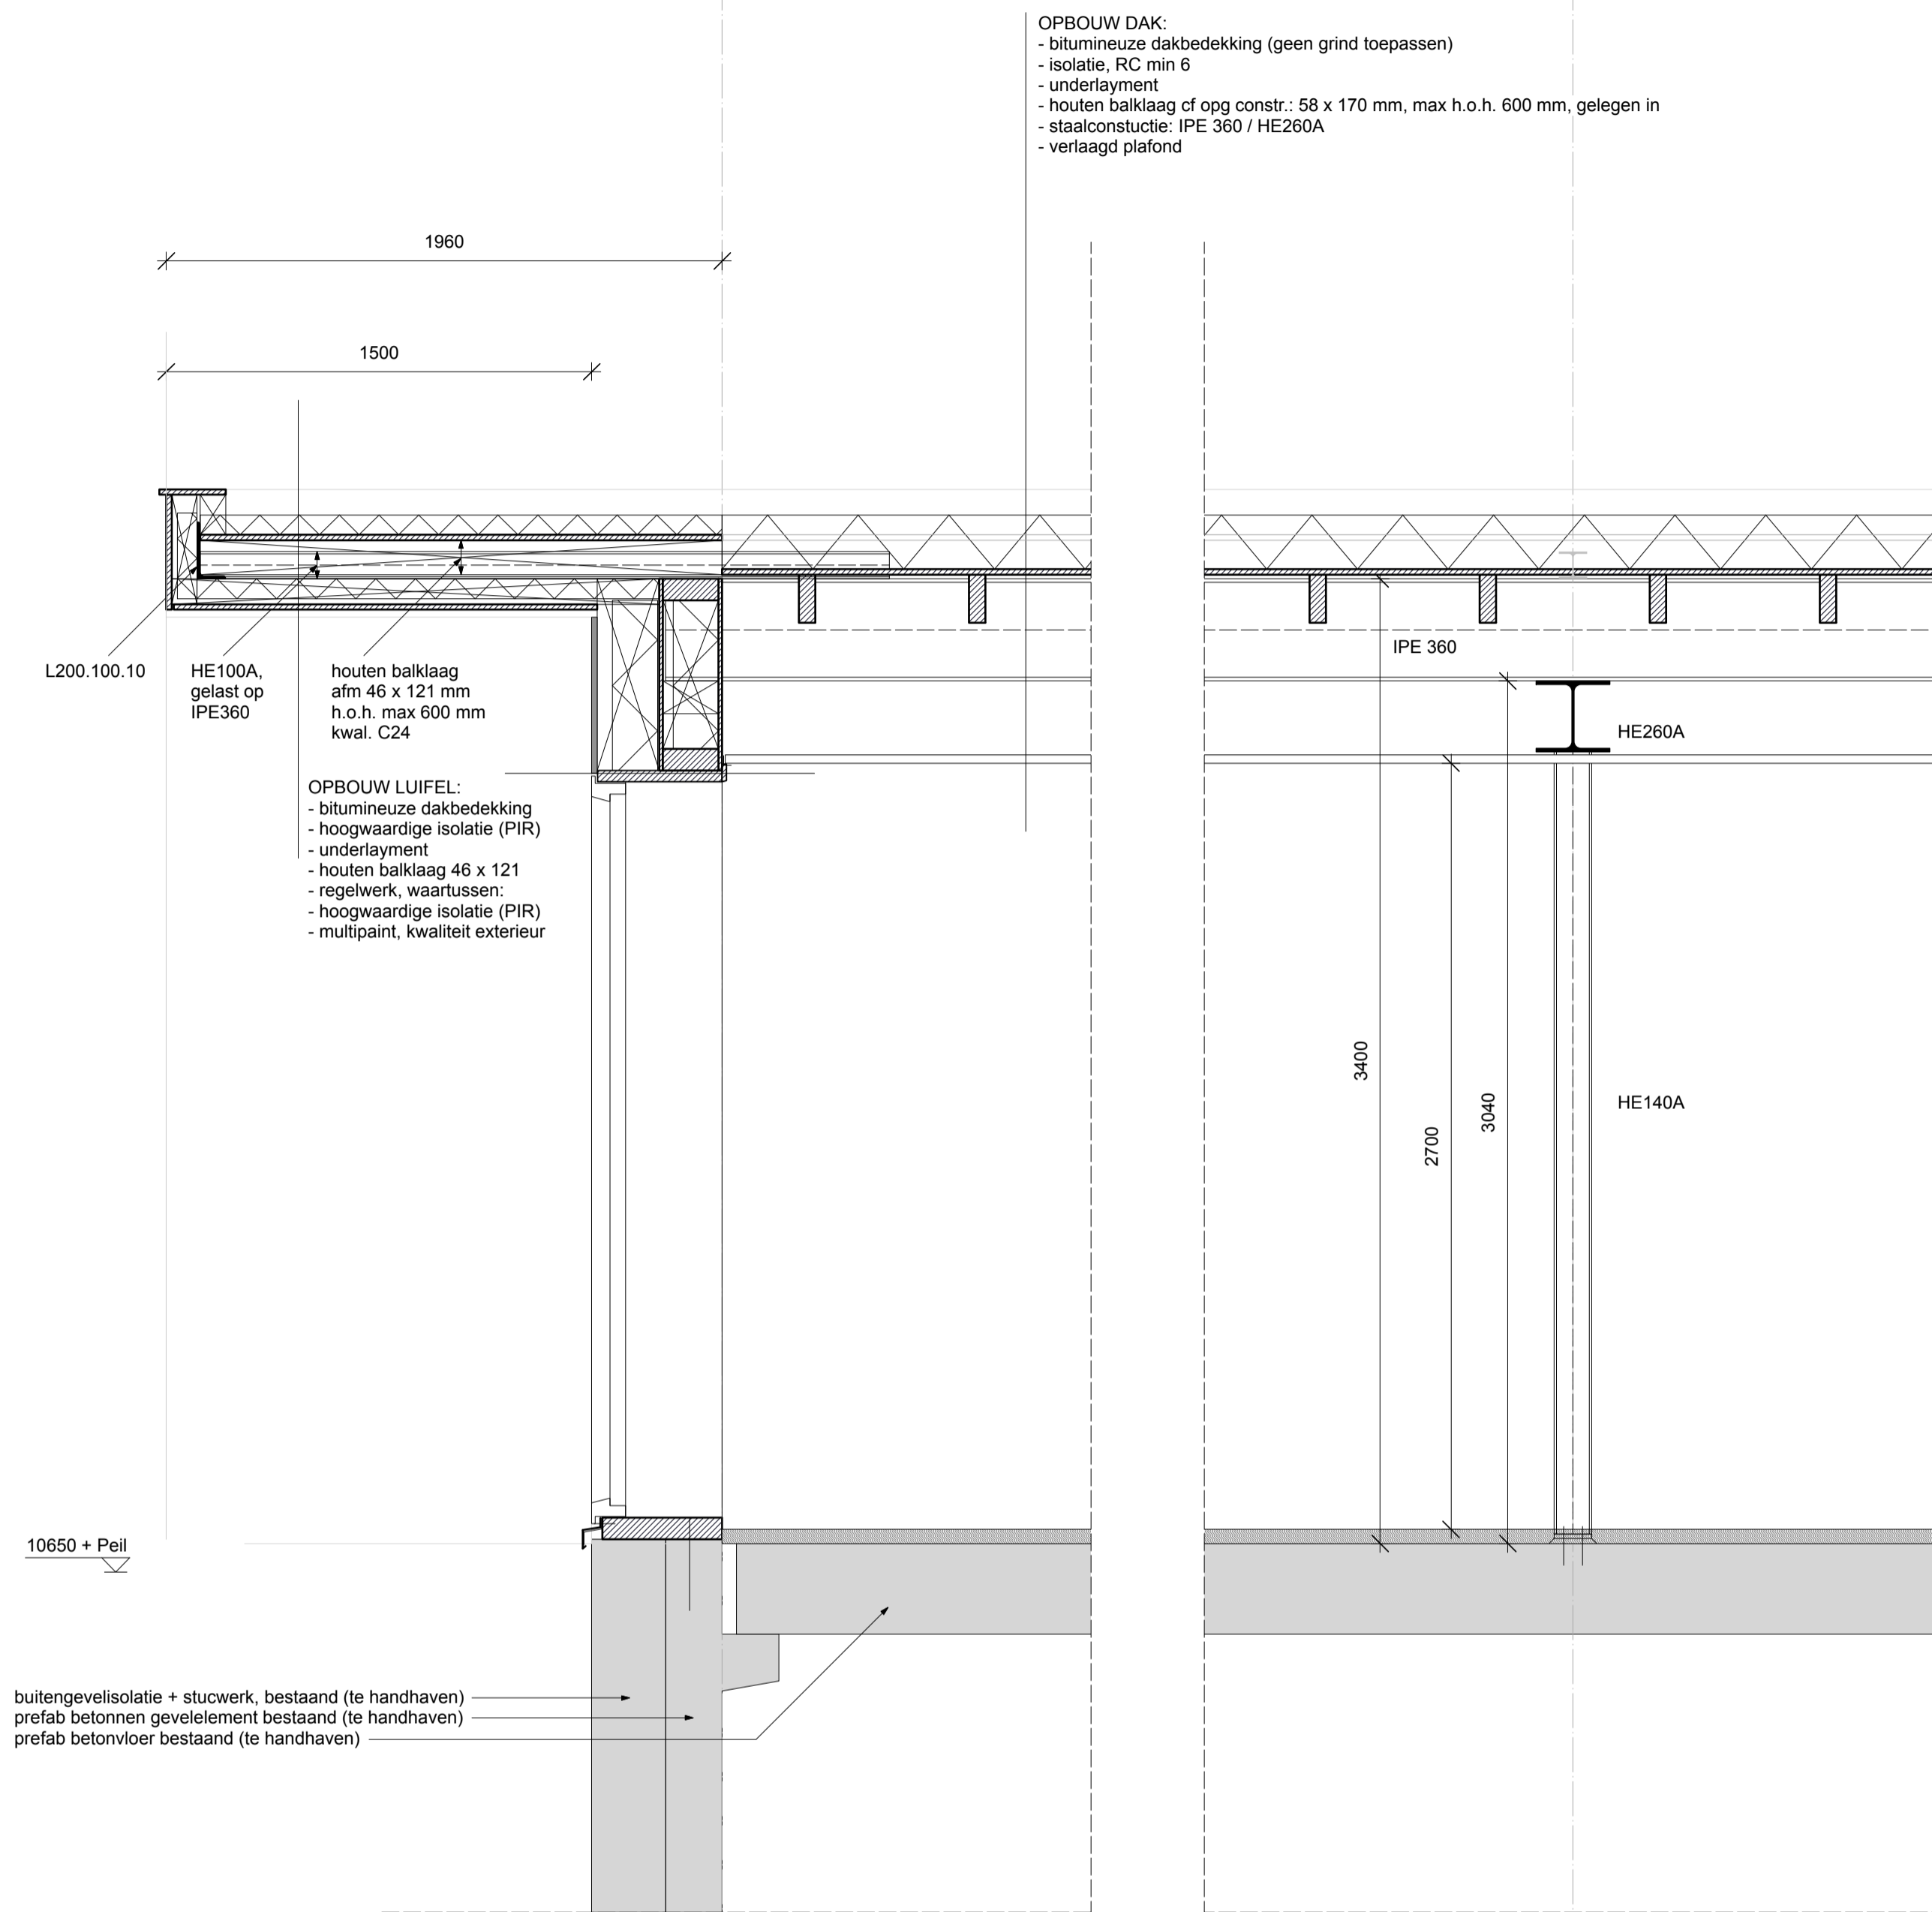 OPBOUW DAK:
- bitumineuze dakbedekking (geen grind toepassen)
- isolatie, RC min 6
- underlayment
- houten balklaag cf opg constr.: 58 x 170 mm, max h.o.h. 600 mm, gelegen in
- staalconstuctie: IPE 360 / HE260A
- verlaagd plafond
1960
1500
L200.100.10
HE100A,
gelast op
IPE360
houten balklaag
afm 46 x 121 mm
h.o.h. max 600 mm
kwal. C24
IPE 360
HE260A
OPBOUW LUIFEL:
- bitumineuze dakbedekking
- hoogwaardige isolatie (PIR)
- underlayment
- houten balklaag 46 x 121
- regelwerk, waartussen:
- hoogwaardige isolatie (PIR)
- multipaint, kwaliteit exterieur
3400
2700
3040
HE140A
10650 + Peil
buitengevelisolatie + stucwerk, bestaand (te handhaven)
prefab betonnen gevelelement bestaand (te handhaven)
prefab betonvloer bestaand (te handhaven)